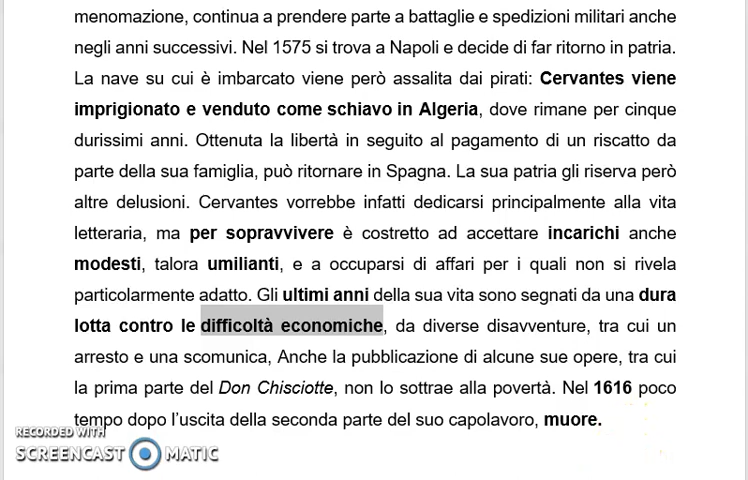 menomazione, continua a prendere parte a battaglie e spedizioni militari anche
negli anni successivi. Nel 1575 si trova a Napoli e decide di far ritorno in patria.
La nave su cui è imbarcato viene però assalita dai pirati: Cervantes viene
imprigionato e venduto come schiavo in Algeria, dove rimane per cinque
durissimi anni. Ottenuta la libertà in seguito al pagamento di un riscatto da
parte della sua famiglia, può ritornare in Spagna. La sua patria gli riserva però
altre delusioni. Cervantes vorrebbe infatti dedicarsi principalmente alla vita
letteraria, ma per sopravvivere è costretto ad accettare incarichi anche
modesti, talora umilianti, e a occuparsi di affari per i quali non si rivela
particolarmente adatto. Gli ultimi anni della sua vita sono segnati da una dura
lotta contro le difficoltà economiche, da diverse disavventure, tra cui un
arresto e una scomunica, Anche la pubblicazione di alcune sue opere, tra cui
la prima parte del Don Chisciotte, non lo sottrae alla povertà. Nel 1616 poco
tempo dopo l'uscita della seconda parte del suo capolavoro, muore.
RECORDED WITH
SCREENCAST MATIC